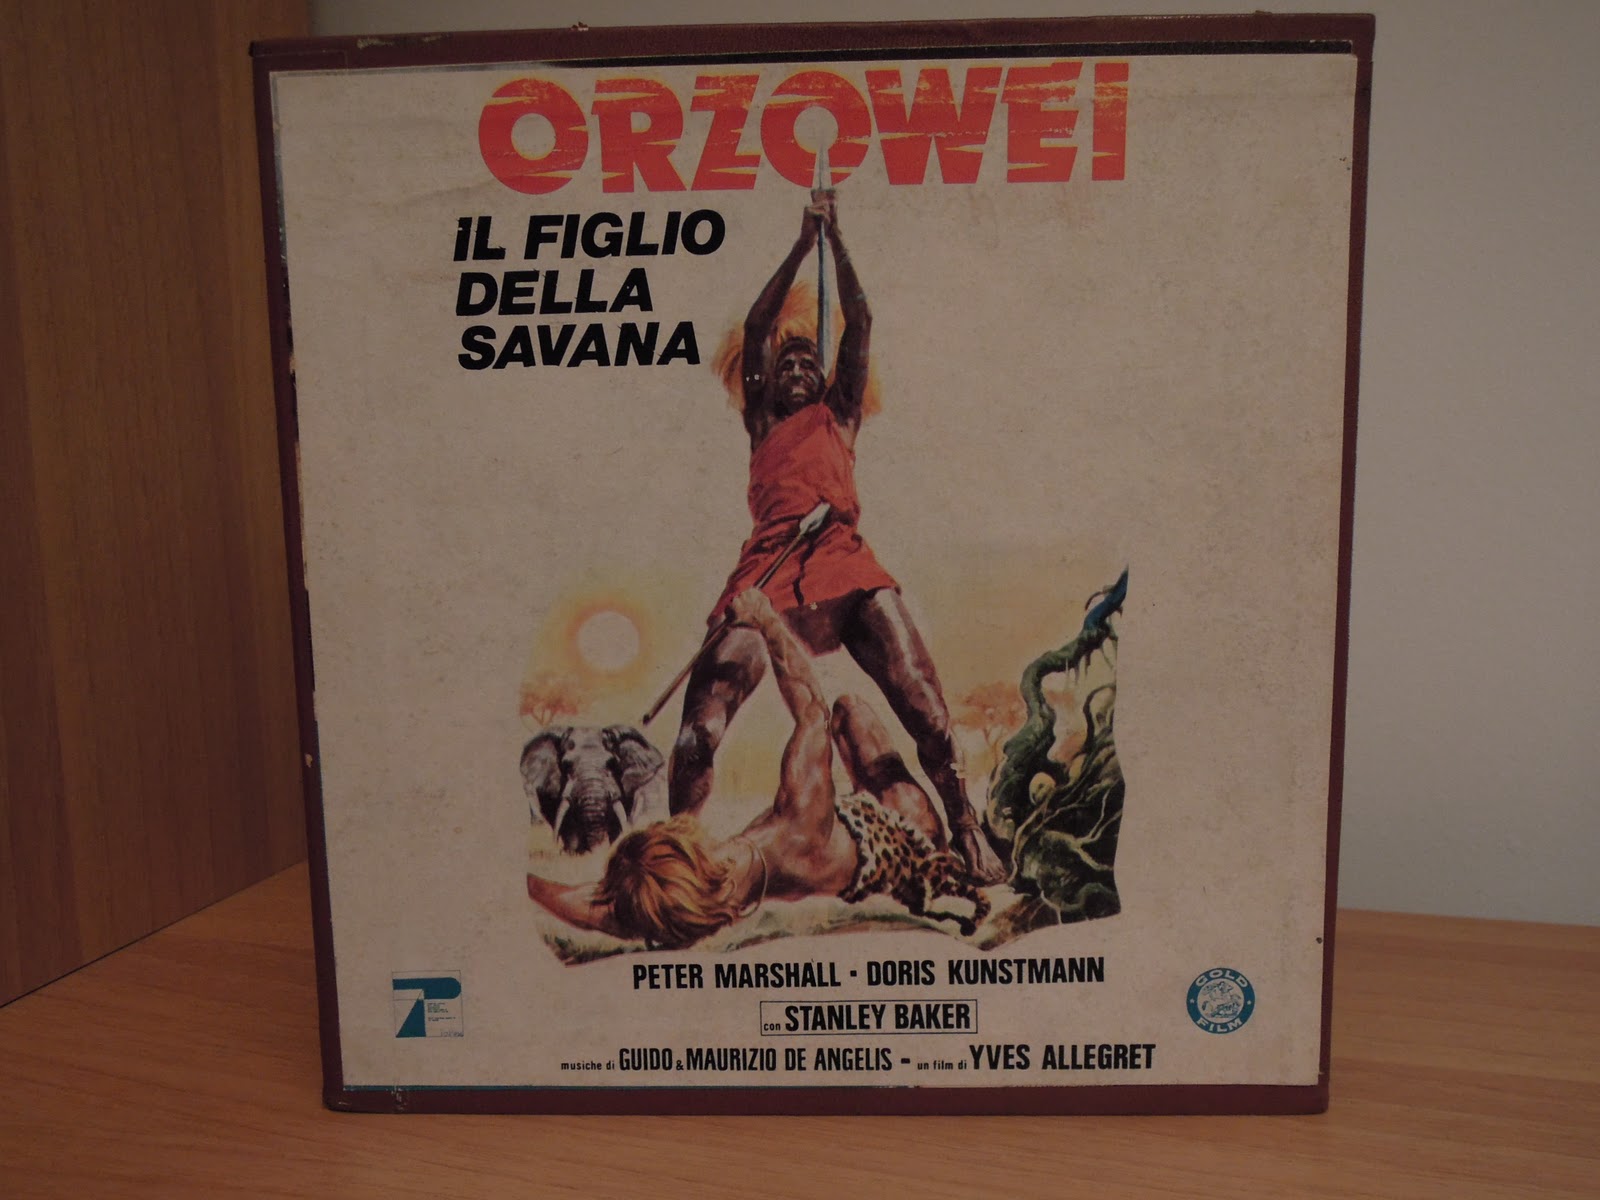 ORZOWEI
IL FIGLIO
DELLA
SAVANA
PETER MARSHALL · DORIS KUNSTMANN
con STANLEY BAKER
musiche di GUIDO & MAURIZIO DE ANGELIS - un film di YVES ALLEGRET
7P
GOLD FILM